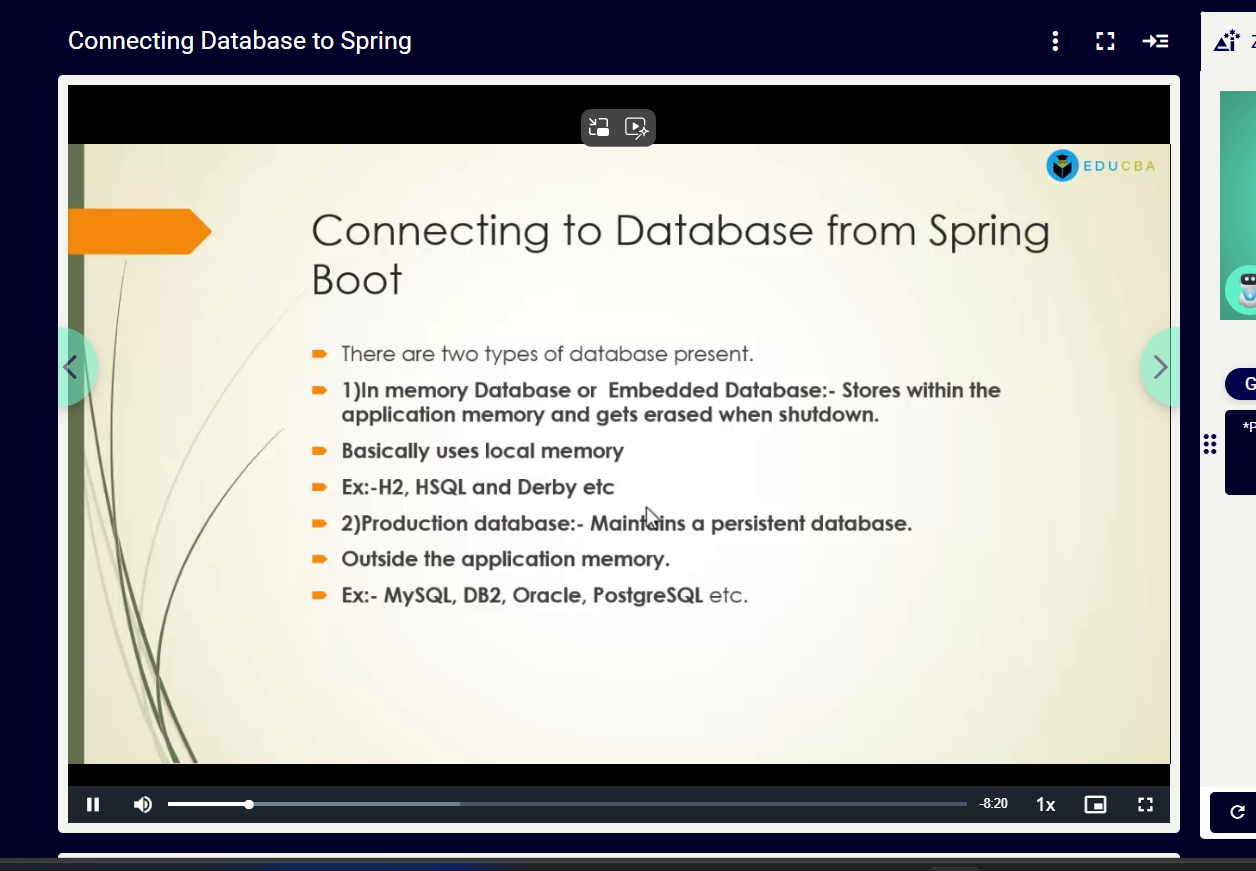 Connecting Database to Spring
EDUCBA
Connecting to Database from Spring
Boot
There are two types of database present.
1)In memory Database or  Embedded Database:- Stores within the
application memory and gets erased when shutdown.
Basically uses local memory
Ex:-H2, HSQL and Derby etc
2)Production database:- Maintains a persistent database.
Outside the application memory.
Ex:- MySQL, DB2, Oracle, PostgreSQL etc.
-8:20
1x